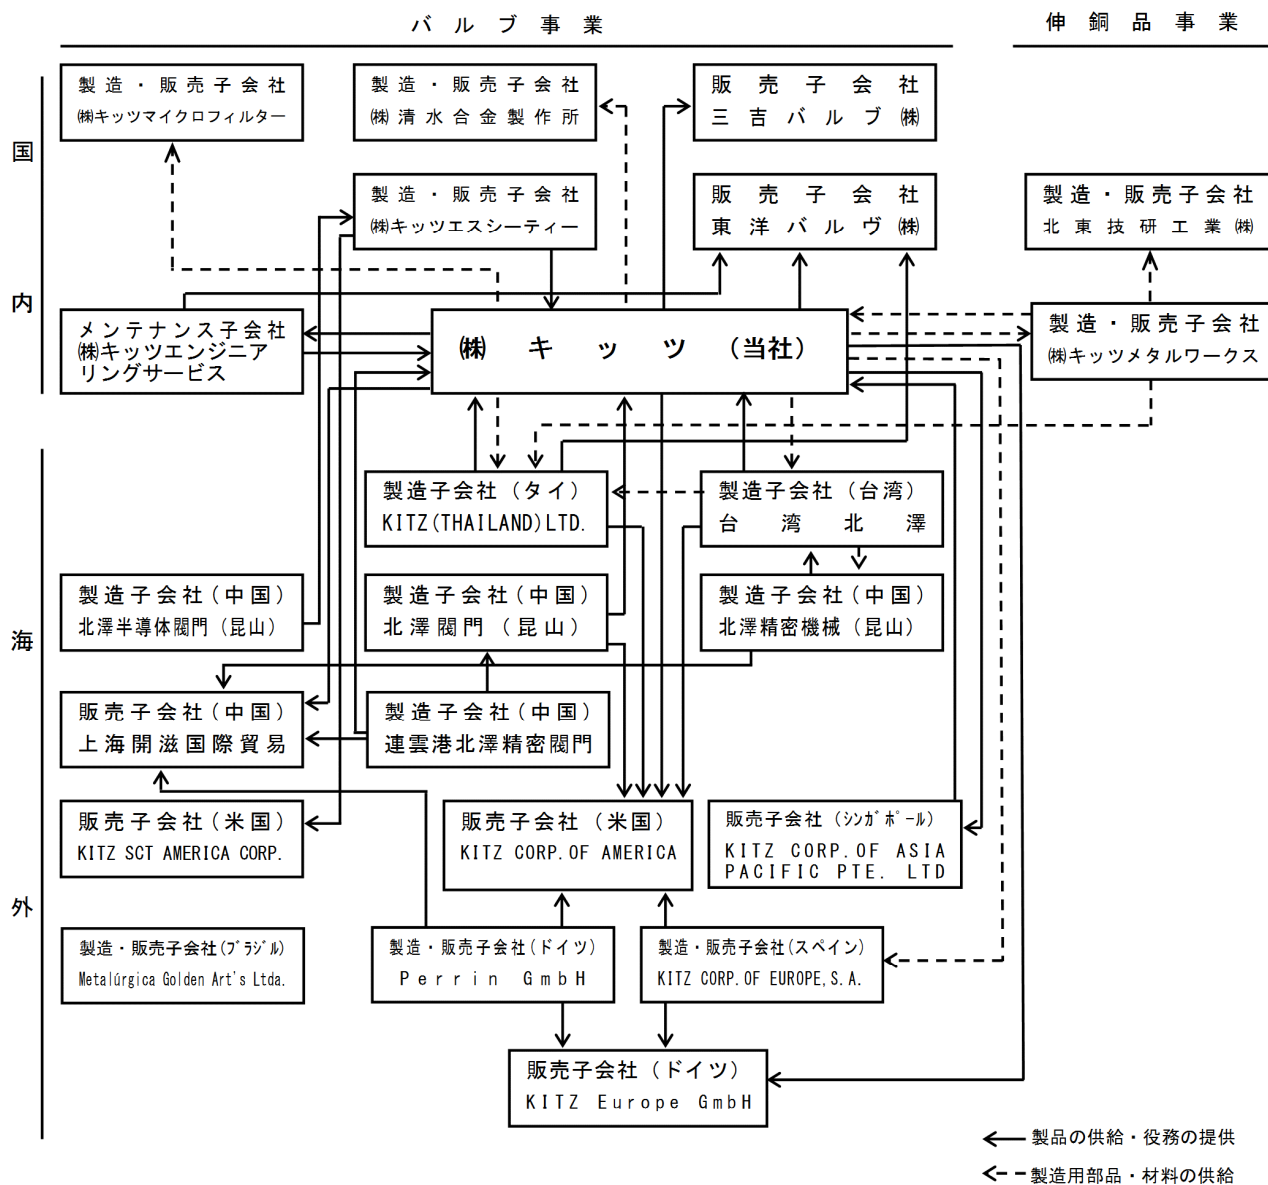 バルブ事業
伸銅品事業
国内
製造・販売子会社
㈱キッツマイクロフィルター
製造・販売子会社
㈱清水合金製作所
販売子会社
三吉バルブ㈱
製造・販売子会社
㈱キッツエスシーティー
販売子会社
東洋バルヴ㈱
製造・販売子会社
北東技研工業㈱
メンテナンス子会社
㈱キッツエンジニア
リングサービス
㈱キッツ(当社)
製造・販売子会社
㈱キッツメタルワークス
海外
製造子会社(タイ)
KITZ(THAILAND)LTD.
製造子会社(台湾)
台湾北澤
製造子会社(中国)
北澤半導体閥門(昆山)
製造子会社(中国)
北澤閥門(昆山)
製造子会社(中国)
北澤精密機械(昆山)
販売子会社(中国)
上海開滋国際貿易
製造子会社(中国)
連雲港北澤精密閥門
販売子会社(米国)
KITZ SCT AMERICA CORP.
販売子会社(米国)
KITZ CORP.OF AMERICA
販売子会社(ｼﾝｶﾞﾎﾟｰﾙ)
KITZ CORP.OF ASIA
PACIFIC PTE. LTD
製造・販売子会社(ﾌﾞﾗｼﾞﾙ)
Metalúrgica Golden Art's Ltda.
製造・販売子会社(ドイツ)
Perrin GmbH
製造・販売子会社(スペイン)
KITZ CORP.OF EUROPE,S.A.
販売子会社(ドイツ)
KITZ Europe GmbH
製品の供給・役務の提供
製造用部品・材料の供給